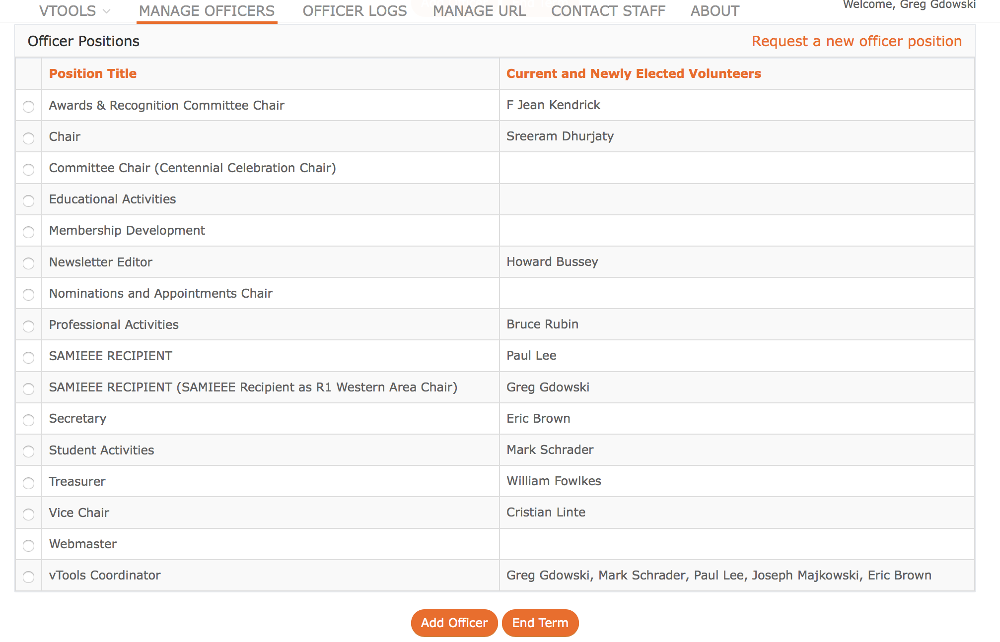 VTOOLS MANAGE OFFICERS OFFICER LOGS MANAGE URL CONTACT STAFF ABOUT Welcome, Greg Gdowski
Officer Positions Request a new officer position
Position Title Current and Newly Elected Volunteers
Awards & Recognition Committee Chair F Jean Kendrick
Chair Sreeram Dhurjaty
Committee Chair (Centennial Celebration Chair)
Educational Activities
Membership Development
Newsletter Editor Howard Bussey
Nominations and Appointments Chair
Professional Activities Bruce Rubin
SAMIEEE RECIPIENT Paul Lee
SAMIEEE RECIPIENT (SAMIEEE Recipient as R1 Western Area Chair) Greg Gdowski
Secretary Eric Brown
Student Activities Mark Schrader
Treasurer William Fowlkes
Vice Chair Cristian Linte
Webmaster
vTools Coordinator Greg Gdowski, Mark Schrader, Paul Lee, Joseph Majkowski, Eric Brown
Add Officer End Term